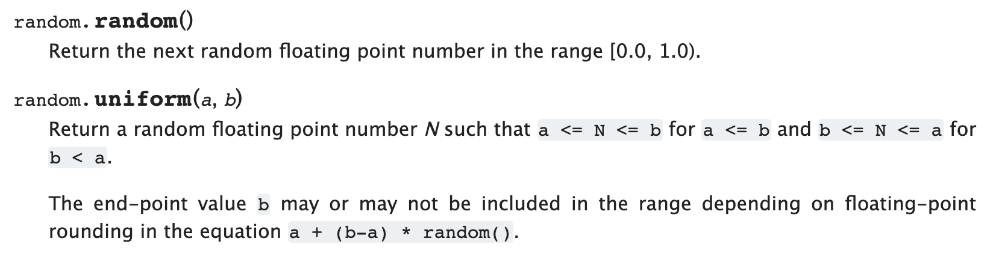 random.random()
Return the next random floating point number in the range [0.0, 1.0).
random.uniform(a, b)
Return a random floating point number N such that a <= N <= b for a <= b and b <= N <= a for
b < a.
The end-point value b may or may not be included in the range depending on floating-point
rounding in the equation a + (b-a) * random().